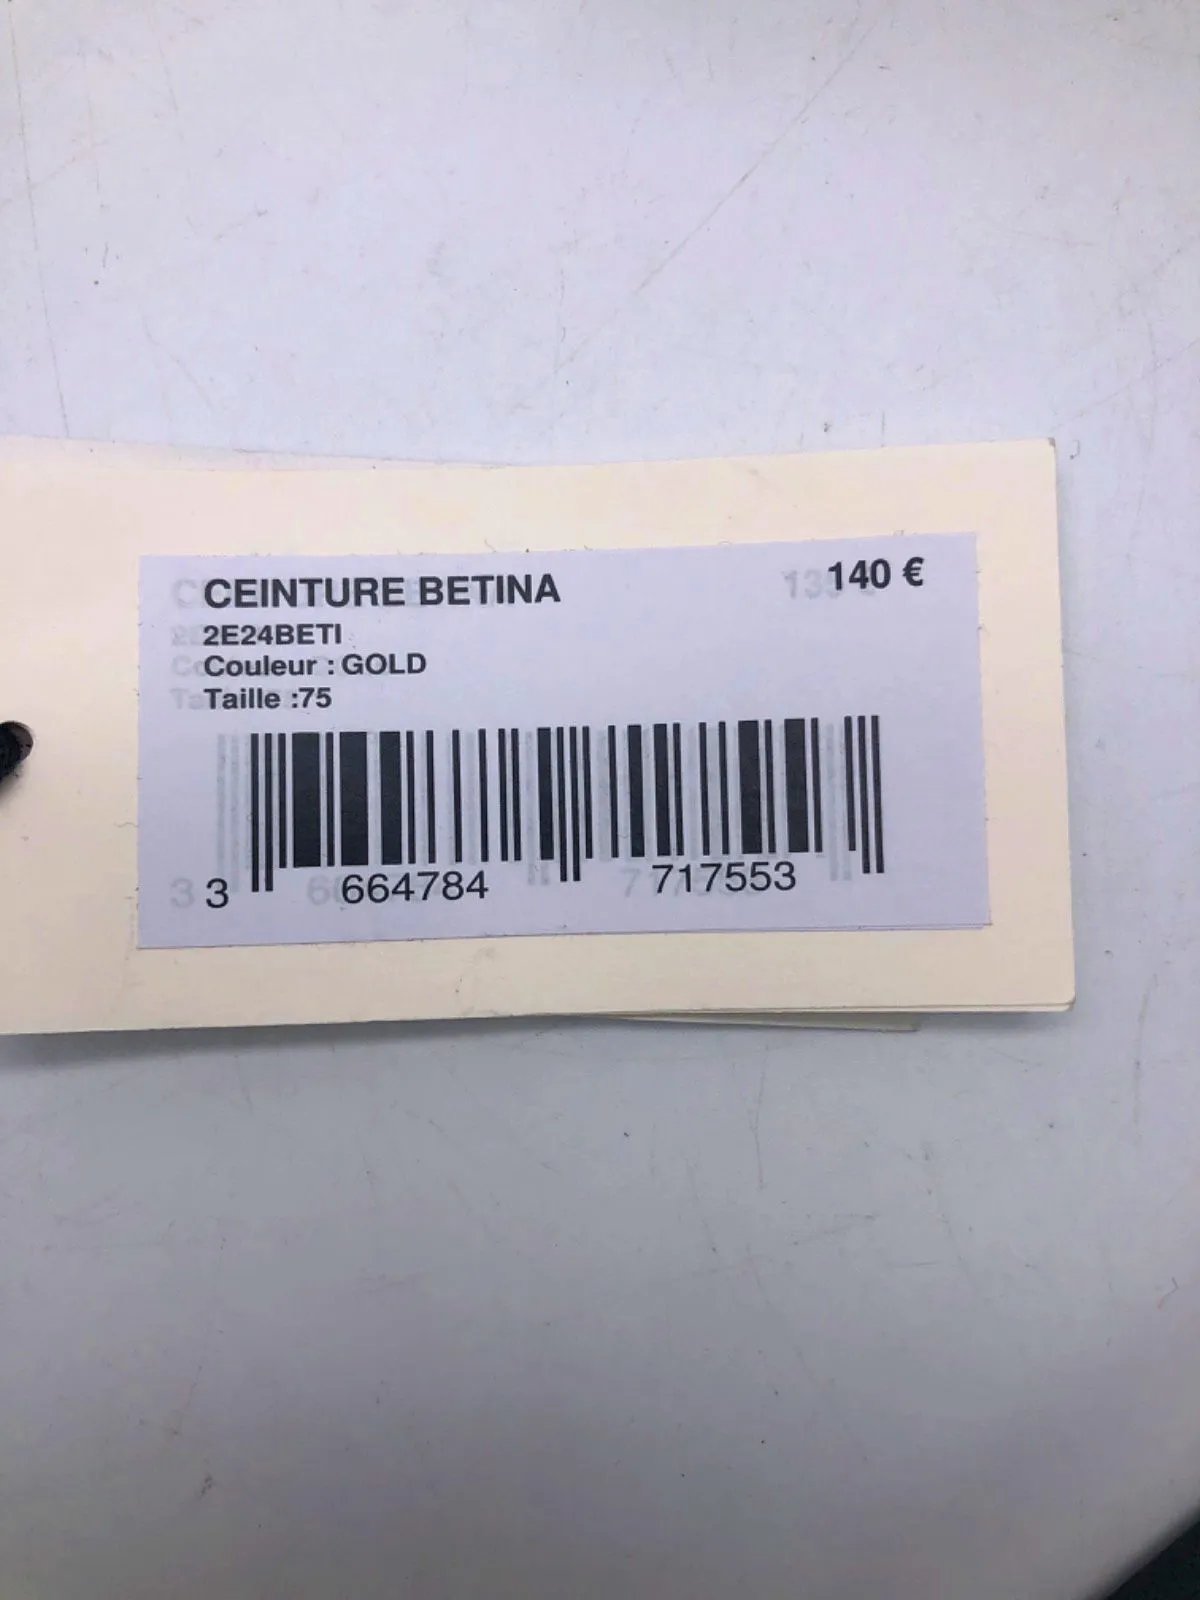 CEINTURE BETINA 140 €
2E24BETI
Couleur : GOLD
Taille :75
3 664784 717553